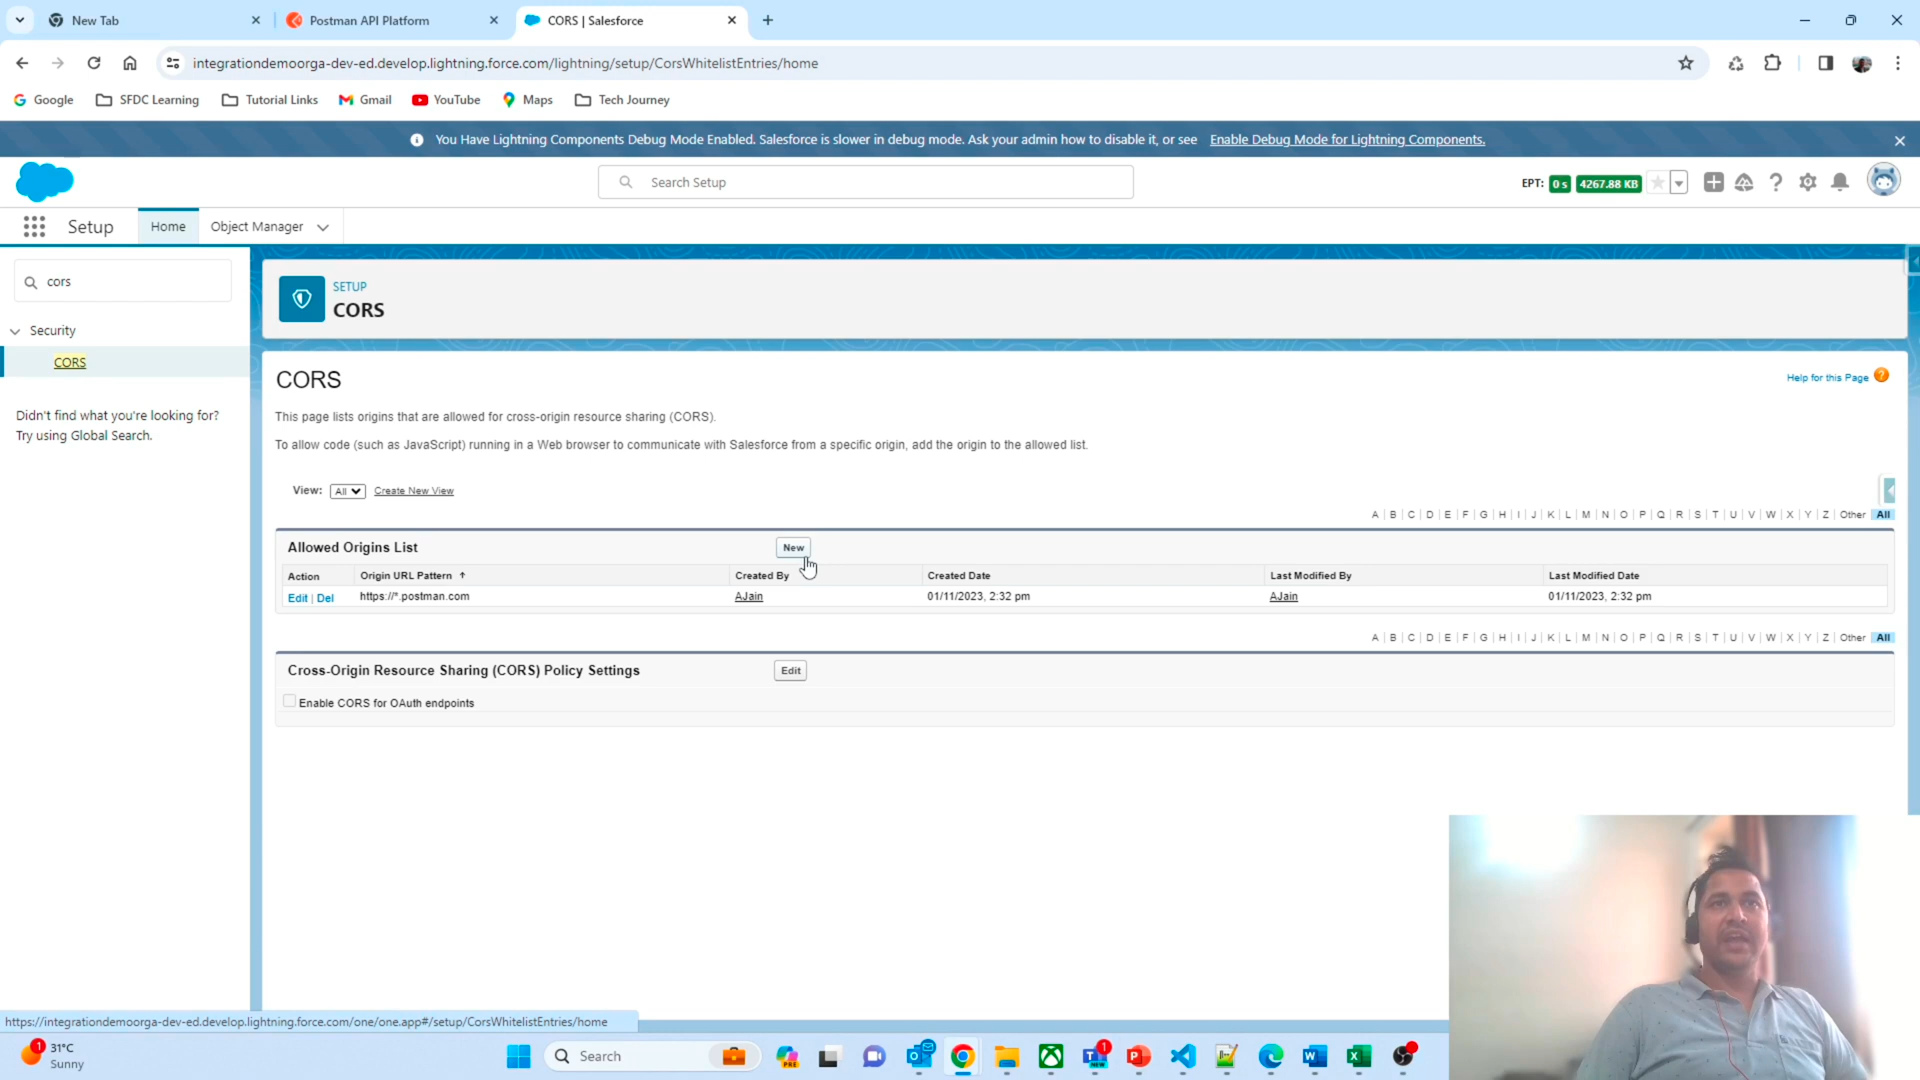 New Tab
Postman API Platform
CORS | Salesforce
integrationdemoorga-dev-ed.develop.lightning.force.com/lightning/setup/CorsWhitelistEntries/home
Google
SFDC Learning
Tutorial Links
Gmail
YouTube
Maps
Tech Journey
You Have Lightning Components Debug Mode Enabled. Salesforce is slower in debug mode. Ask your admin how to disable it, or see Enable Debug Mode for Lightning Components.
Search Setup
EPT: 0 s 4267.88 KB
Setup
Home
Object Manager
cors
Security
CORS
Didn't find what you're looking for?
Try using Global Search.
SETUP
CORS
CORS
Help for this Page
This page lists origins that are allowed for cross-origin resource sharing (CORS).
To allow code (such as JavaScript) running in a Web browser to communicate with Salesforce from a specific origin, add the origin to the allowed list.
View: All Create New View
A | B | C | D | E | F | G | H | I | J | K | L | M | N | O | P | Q | R | S | T | U | V | W | X | Y | Z | Other All
Allowed Origins List New
Action Origin URL Pattern ↑ Created By Created Date Last Modified By Last Modified Date
Edit | Del https://*.postman.com AJain 01/11/2023, 2:32 pm AJain 01/11/2023, 2:32 pm
A | B | C | D | E | F | G | H | I | J | K | L | M | N | O | P | Q | R | S | T | U | V | W | X | Y | Z | Other All
Cross-Origin Resource Sharing (CORS) Policy Settings Edit
Enable CORS for OAuth endpoints
https://integrationdemoorga-dev-ed.develop.lightning.force.com/one/one.app#/setup/CorsWhitelistEntries/home
1
31°C
Sunny
Search
PRE
1
NEW